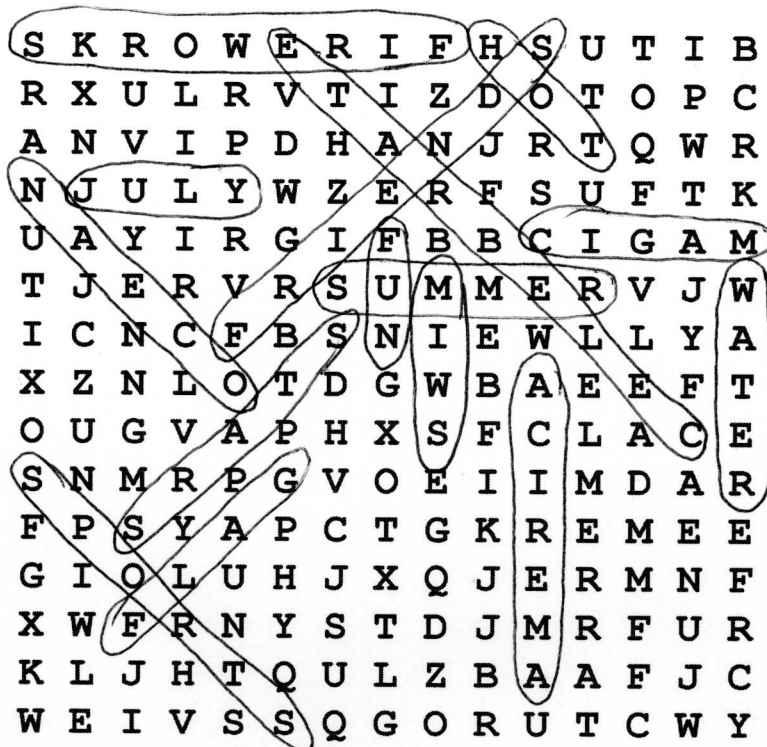 S K R O W E R I F H S U T I B
R X U L R V T I Z D O T O P C
A N V I P D H A N J R T Q W R
N J U L Y W Z E R F S U F T K
U A Y I R G I F B B C I G A M
T J E R V R S U M M E R V J W
I C N C F B S N I E W L L Y A
X Z N L O T D G W B A E E F T
O U G V A P H X S F C L A C E
S N M R P G V O E I I M D A R
F P S Y A P C T G K R E M E E
G I O L U H J X Q J E R M N F
X W F R N Y S T D J M R F U R
K L J H T Q U L Z B A A F J C
W E I V S S Q G O R U T C W Y